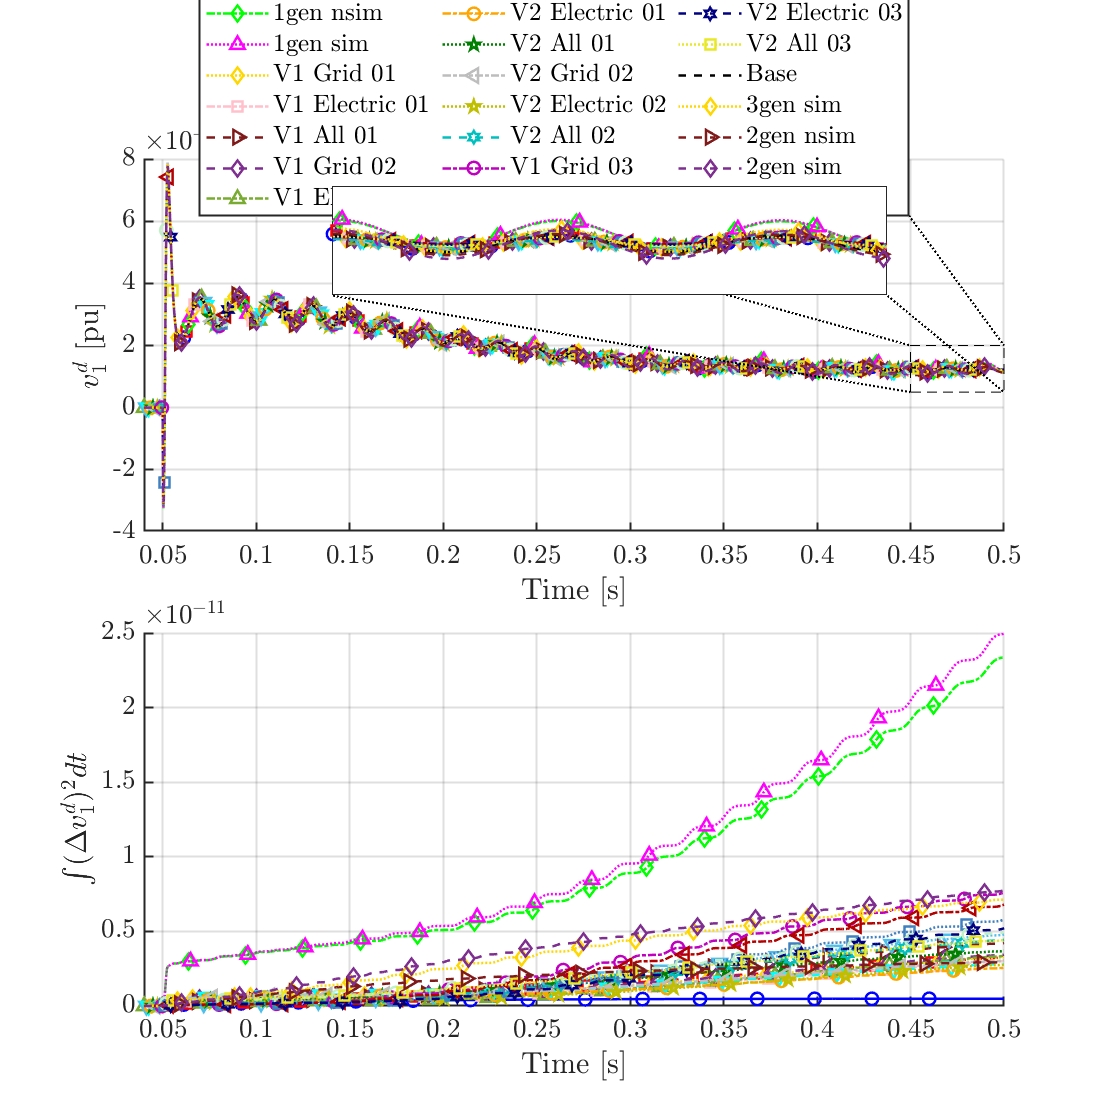 1gen nsim V2 Electric 01 V2 Electric 03
1gen sim V2 All 01 V2 All 03
V1 Grid 01 V2 Grid 02 Base
V1 Electric 01 V2 Electric 02 3gen sim
V1 All 01 V2 All 02 2gen nsim
V1 Grid 02 V1 Grid 03 2gen sim
V1
8
6
4
2
0
-2
-4
v₁ᵈ [pu]
0.05 0.1 0.15 0.2 0.25 0.3 0.35 0.4 0.45 0.5
Time [s]
×10⁻¹¹
2.5
2
1.5
1
0.5
0
∫(Δv₁ᵈ)²dt
0.05 0.1 0.15 0.2 0.25 0.3 0.35 0.4 0.45 0.5
Time [s]